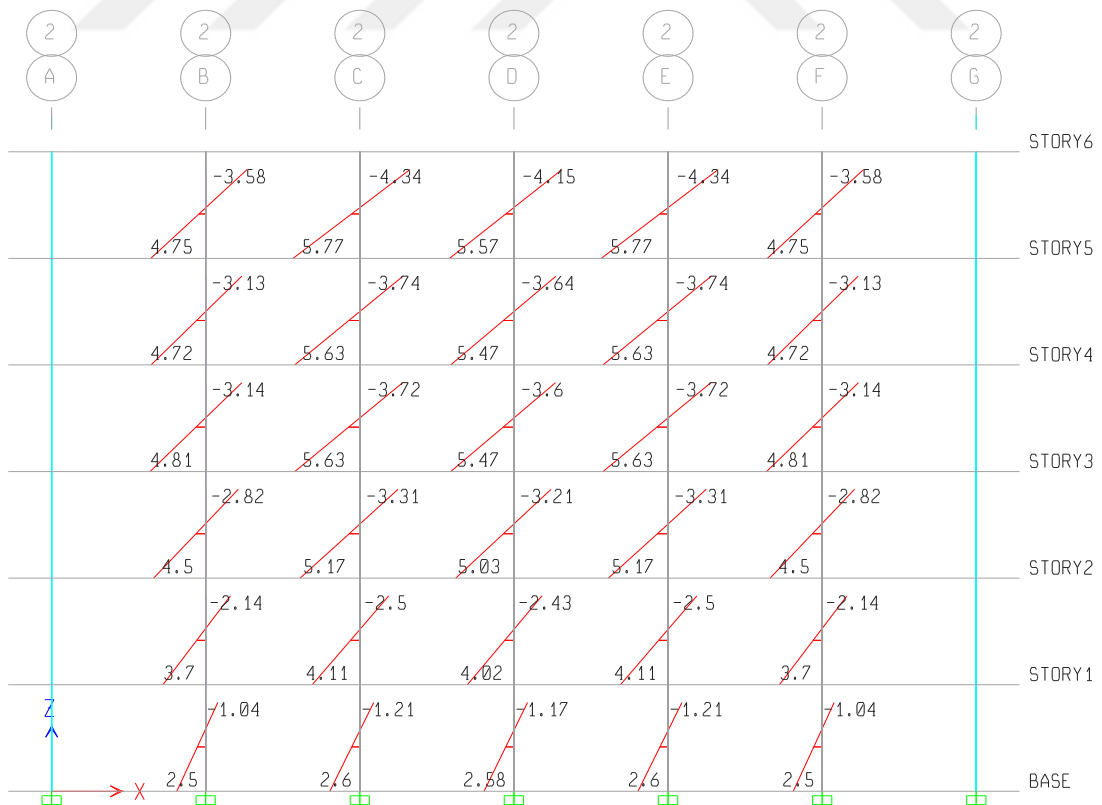 2 2 2 2 2 2 2
A B C D E F G
STORY6
-3.58 -4.34 -4.15 -4.34 -3.58
4.75 5.77 5.57 5.77 4.75 STORY5
-3.13 -3.74 -3.64 -3.74 -3.13
4.72 5.63 5.47 5.63 4.72 STORY4
-3.14 -3.72 -3.6 -3.72 -3.14
4.81 5.63 5.47 5.63 4.81 STORY3
-2.82 -3.31 -3.21 -3.31 -2.82
4.5 5.17 5.03 5.17 4.5 STORY2
-2.14 -2.5 -2.43 -2.5 -2.14
3.7 4.11 4.02 4.11 3.7 STORY1
Z -1.04 -1.21 -1.17 -1.21 -1.04
2.5 2.6 2.58 2.6 2.5 BASE
X